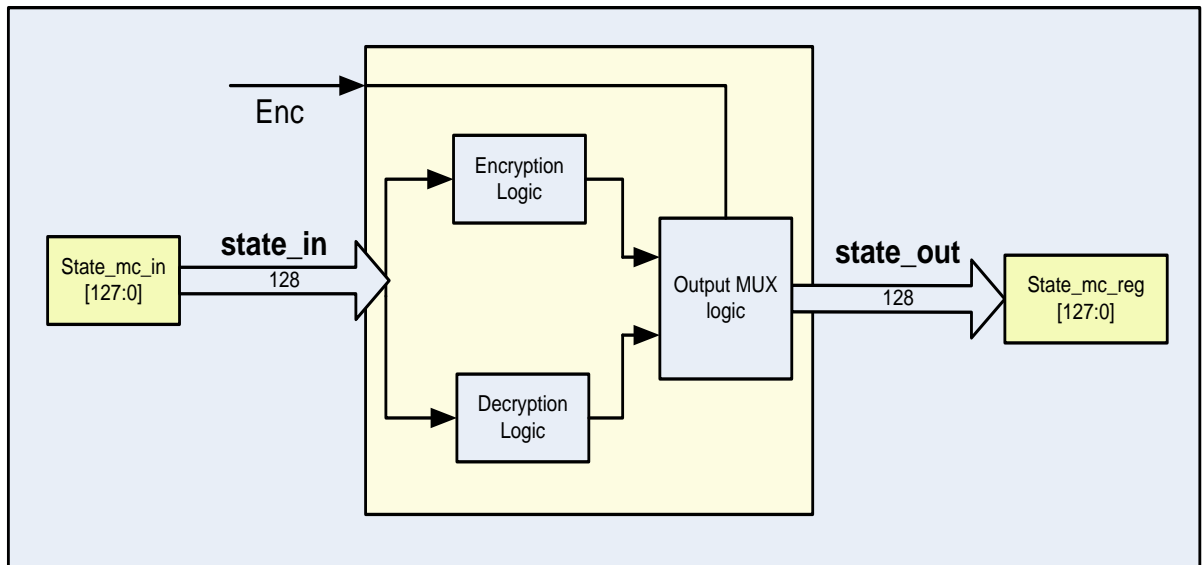 Enc
Encryption
Logic
state_in
128
State_mc_in
[127:0]
Output MUX
logic
state_out
128
State_mc_reg
[127:0]
Decryption
Logic